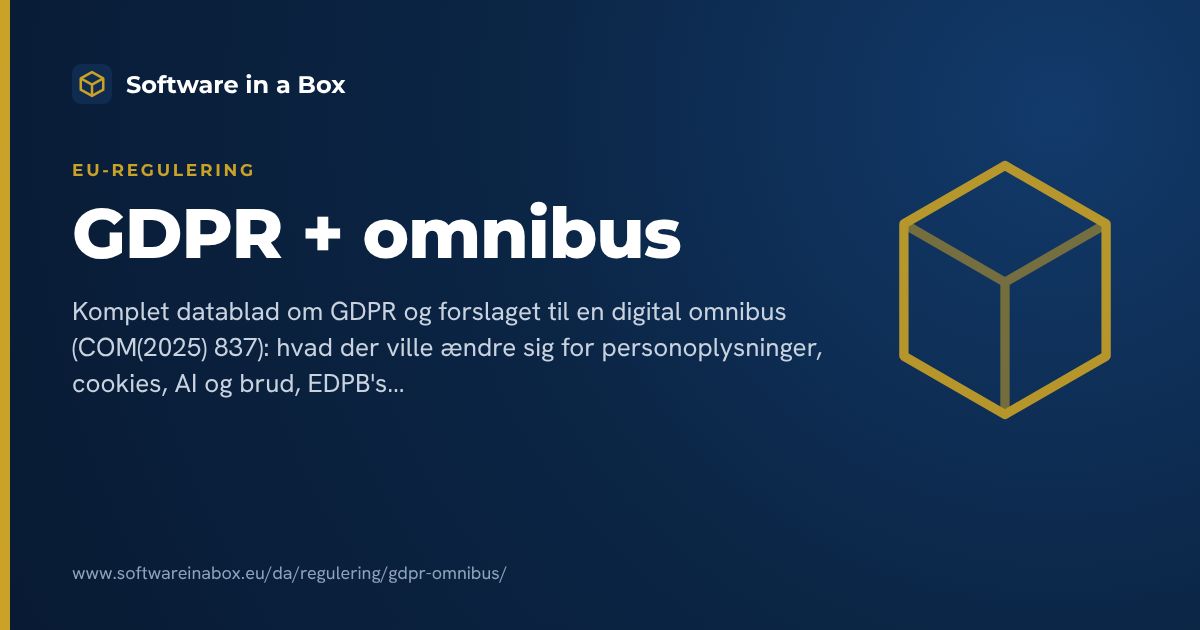 Software in a Box
EU-REGULERING
GDPR + omnibus
Komplet datablad om GDPR og forslaget til en digital omnibus
(COM(2025) 837): hvad der ville ændre sig for personoplysninger,
cookies, AI og brud, EDPB's...
www.softwareinabox.eu/da/regulering/gdpr-omnibus/